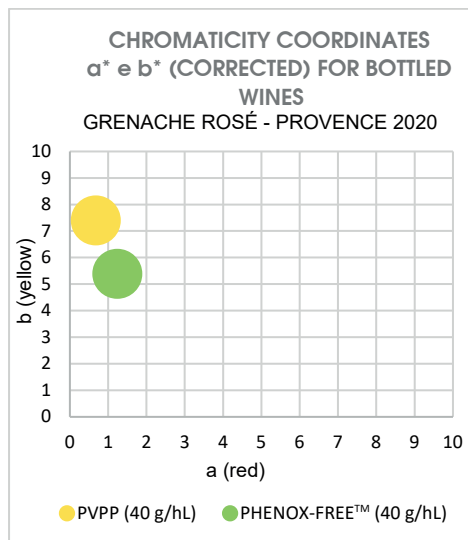 CHROMATICITY COORDINATES
a* e b* (CORRECTED) FOR BOTTLED
WINES
GRENACHE ROSÉ - PROVENCE 2020
10
9
8
7
6
5
4
3
2
1
0
b (yellow)
0 1 2 3 4 5 6 7 8 9 10
a (red)
PVPP (40 g/hL) PHENOX-FREE™ (40 g/hL)